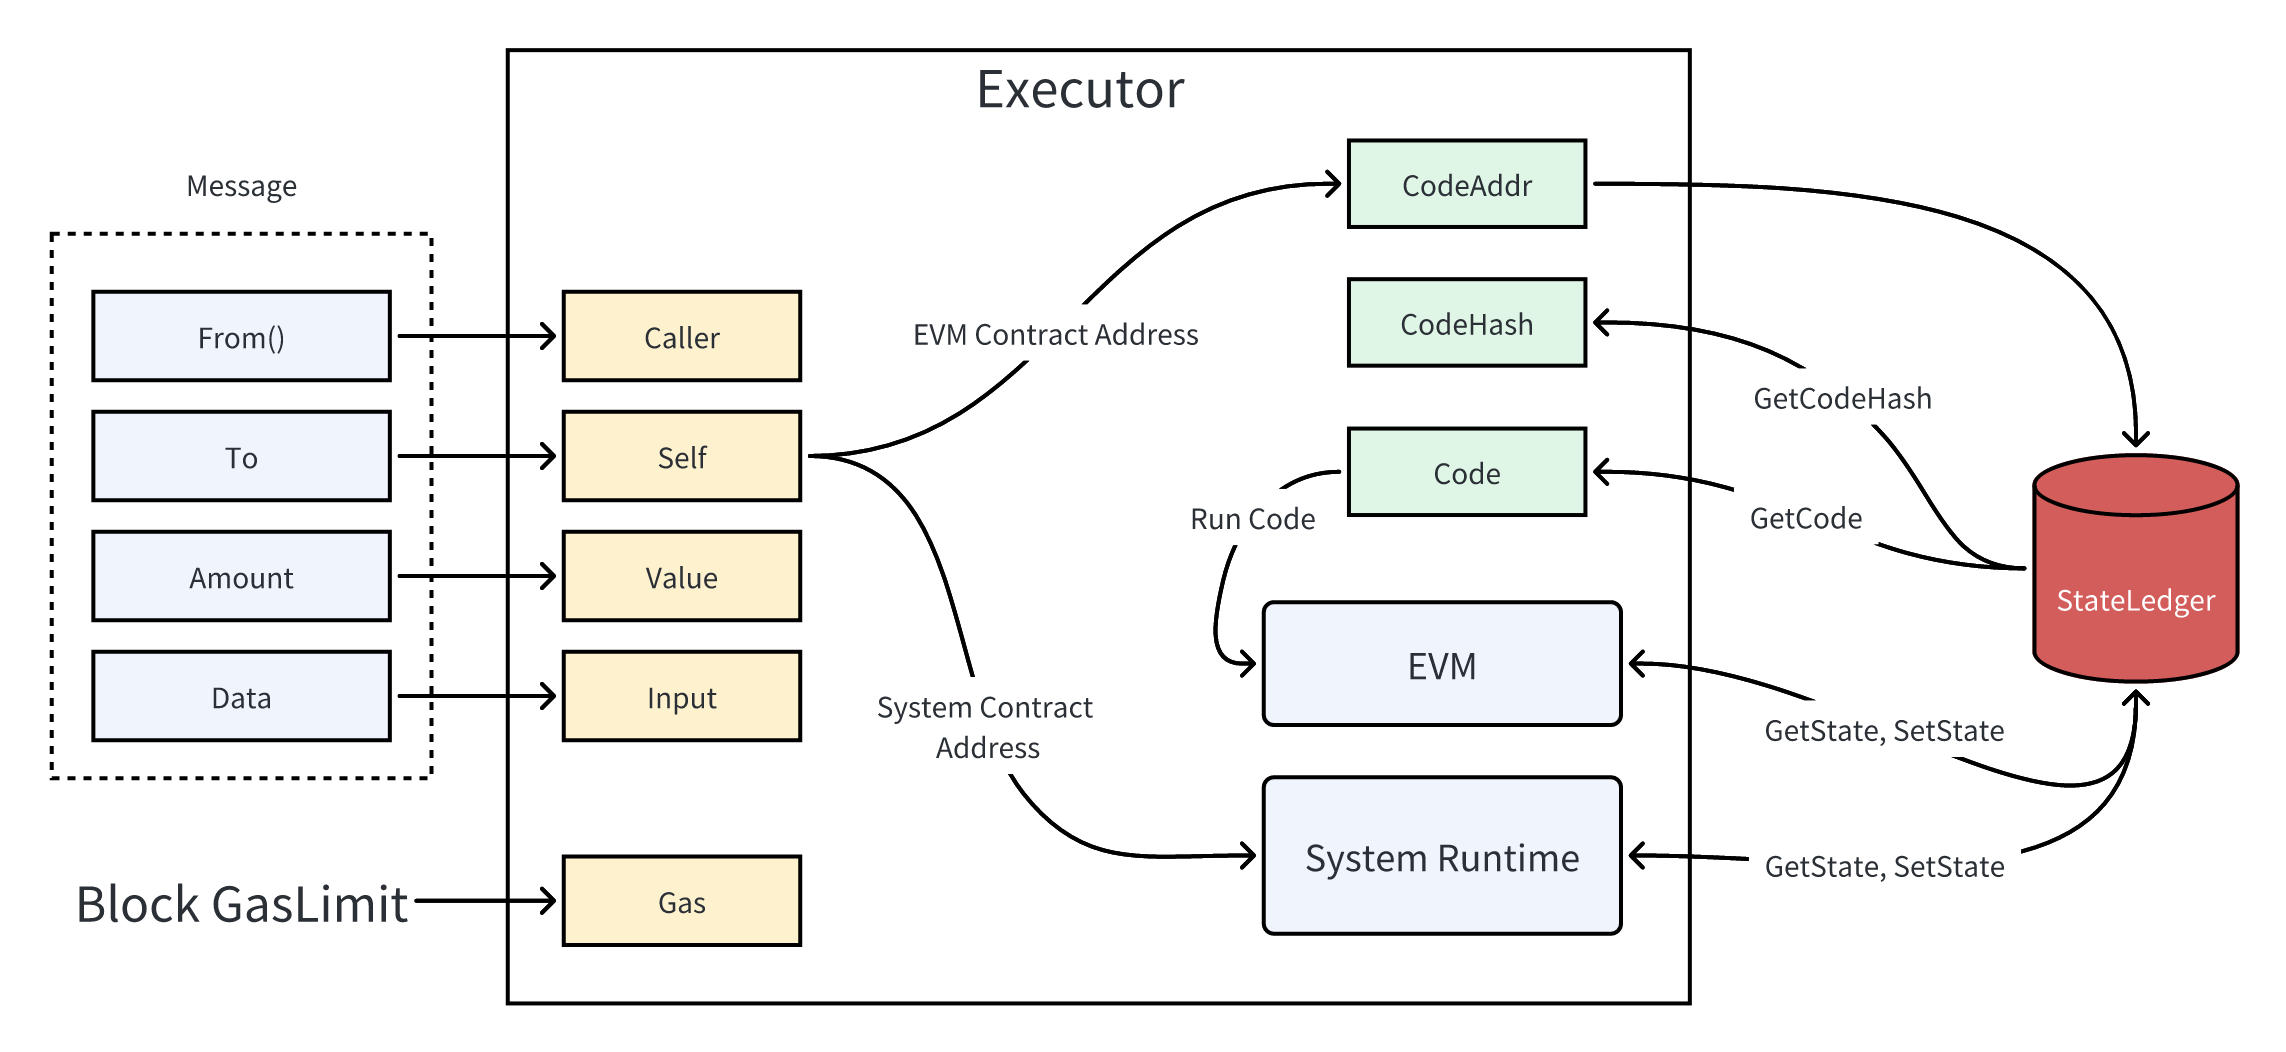 Executor
Message
From()
To
Amount
Data
Block GasLimit
Caller
Self
Value
Input
Gas
EVM Contract Address
System Contract
Address
CodeAddr
CodeHash
Code
Run Code
EVM
System Runtime
GetCodeHash
GetCode
GetState, SetState
GetState, SetState
StateLedger